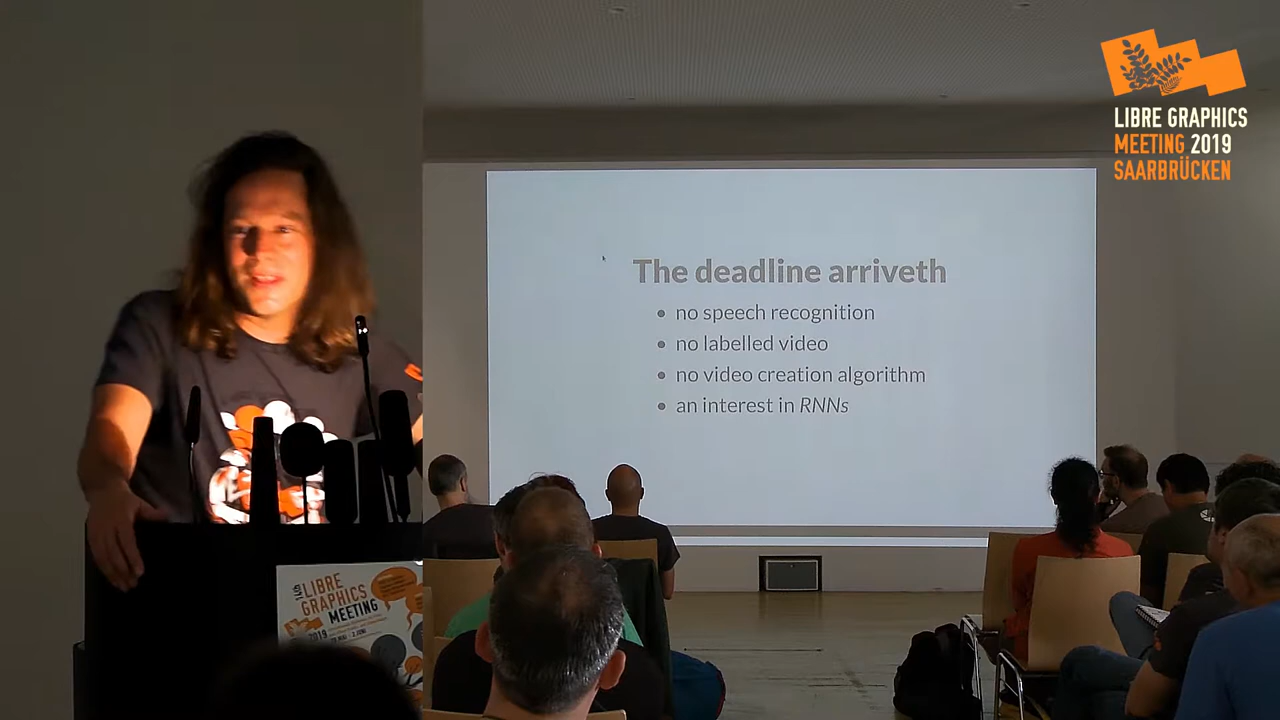 LIBRE GRAPHICS
MEETING 2019
SAARBRÜCKEN
The deadline arriveth
no speech recognition
no labelled video
no video creation algorithm
an interest in RNNs
LIBRE
GRAPHICS
MEETING
2019